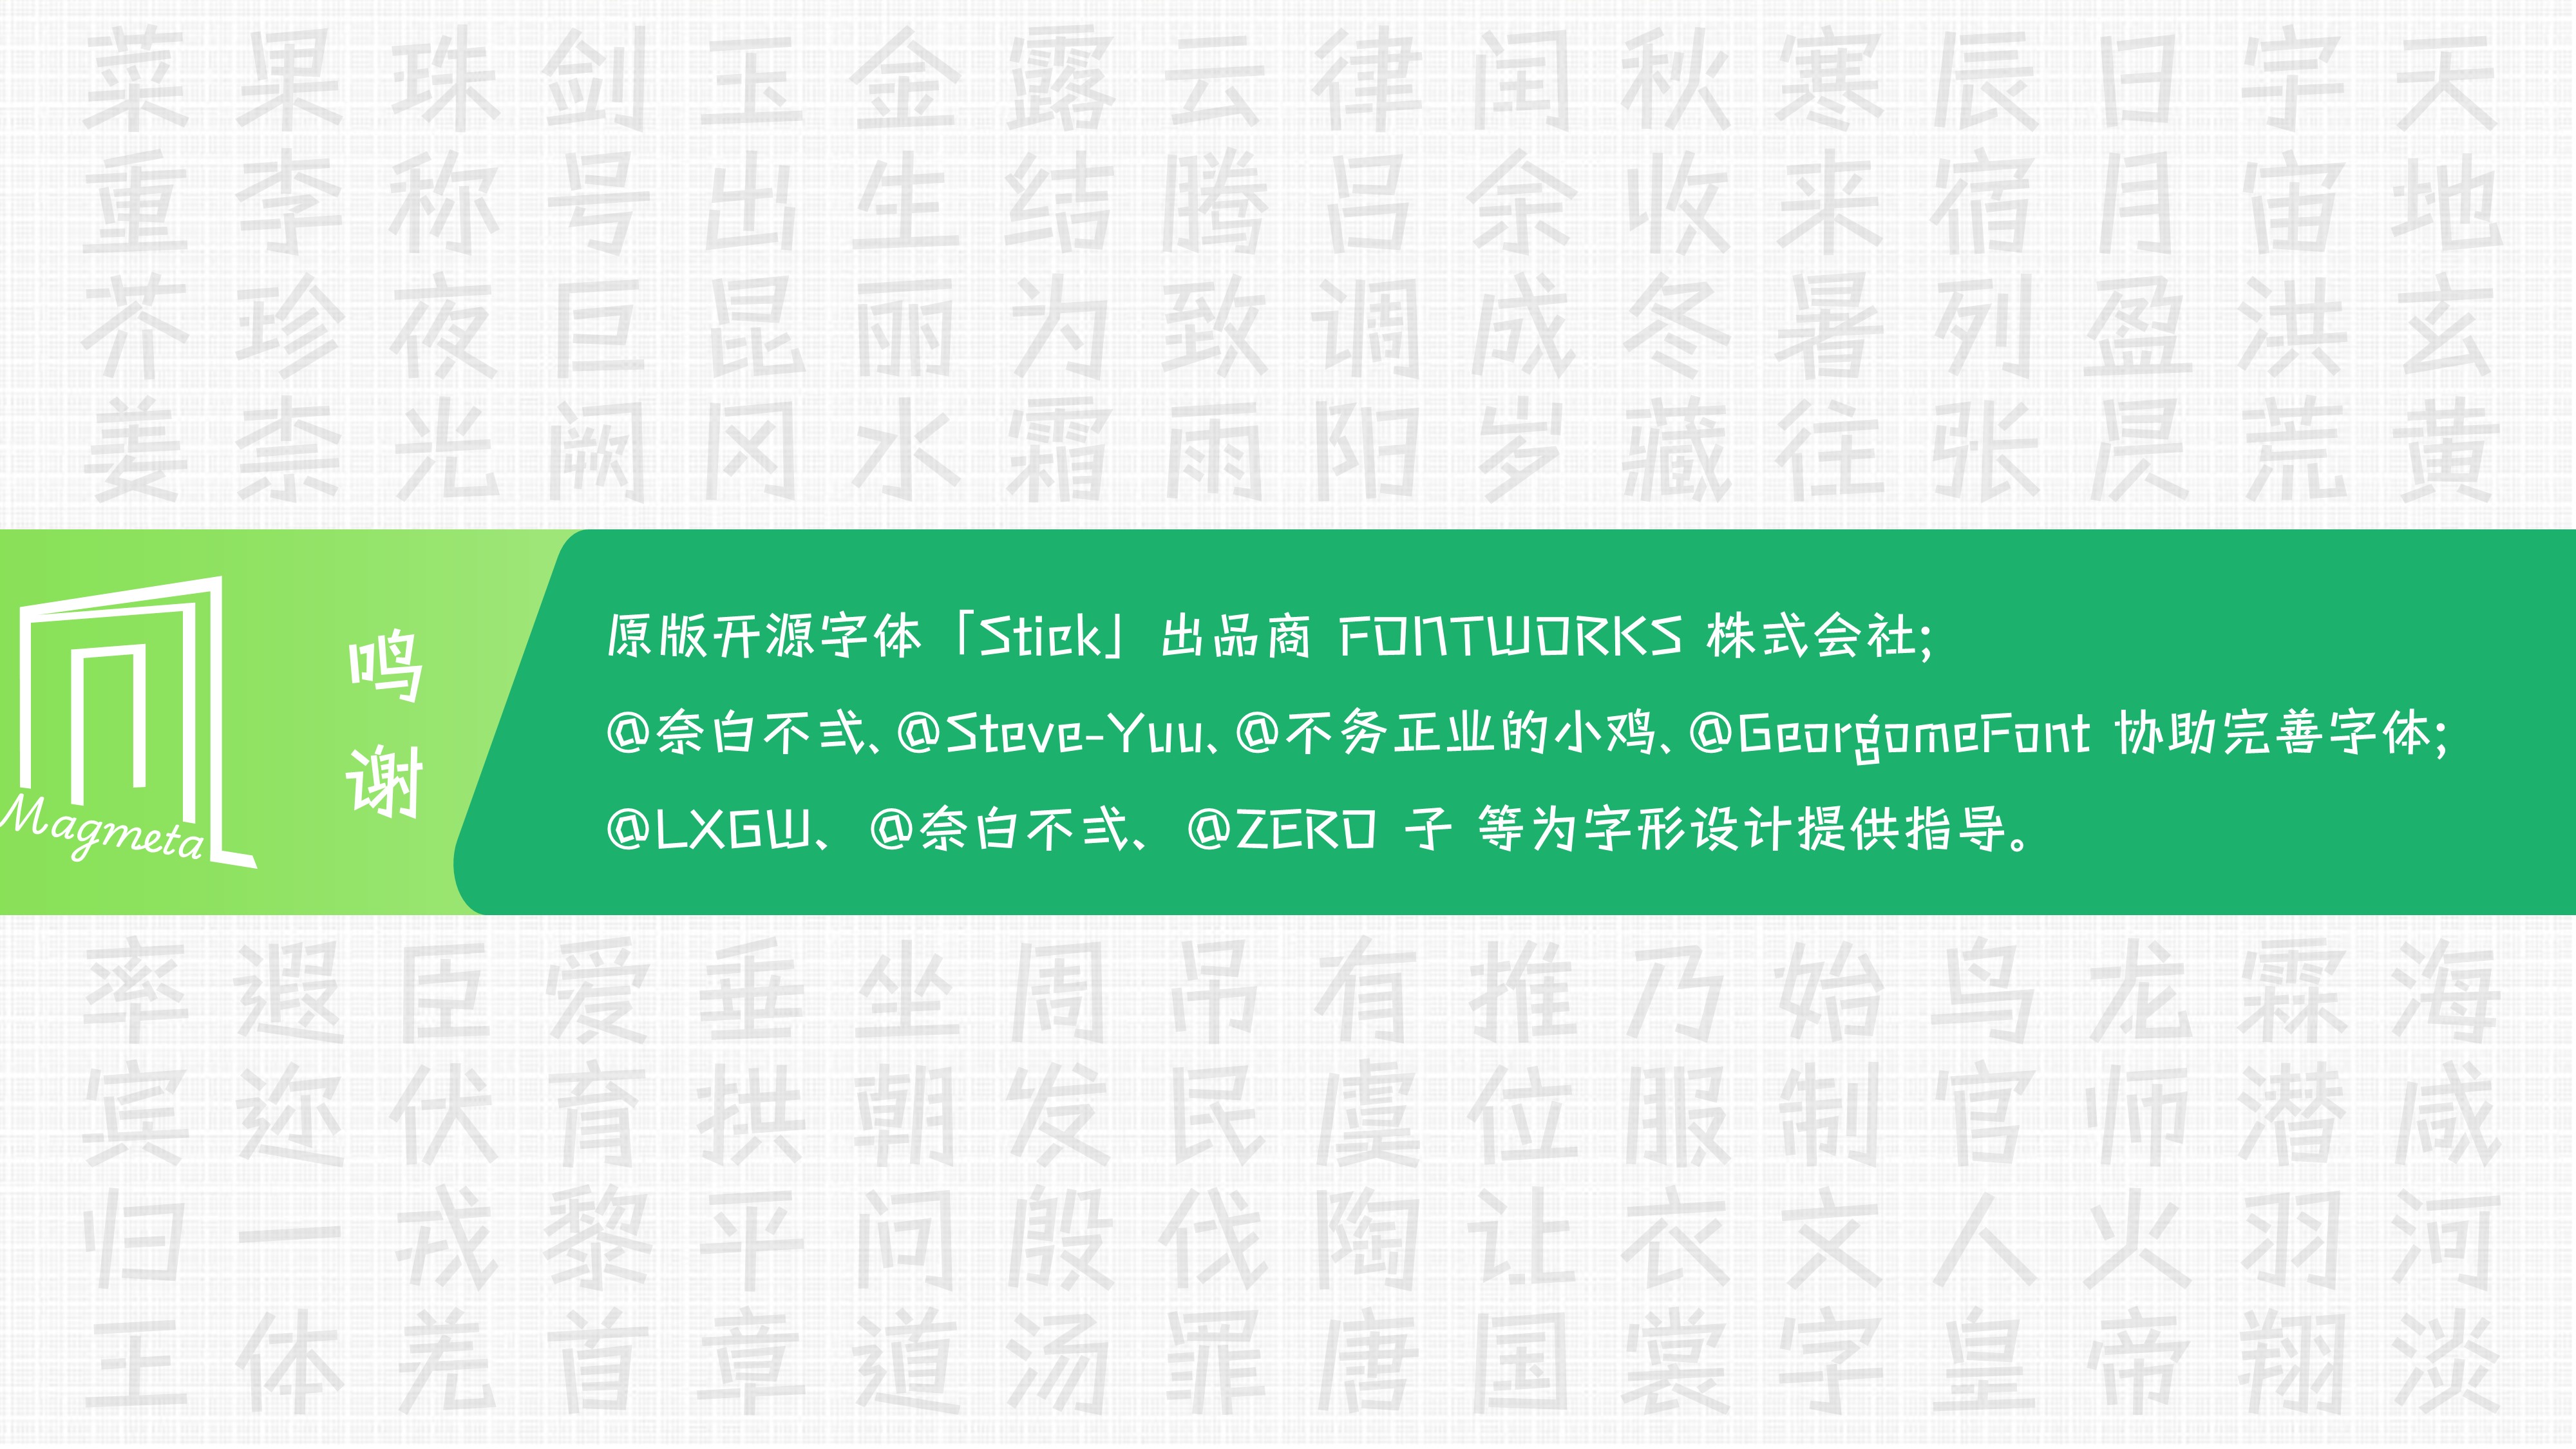 天地玄黄
宇宙洪荒
日月盈昃
辰宿列张
寒来暑往
秋收冬藏
闰余成岁
律吕调阳
云腾致雨
露结为霜
金生丽水
玉出昆冈
剑号巨阙
珠称夜光
果李珍柰
菜重芥姜
Magmeta
鸣谢
原版开源字体「Stick」出品商 FONTWORKS 株式会社；
@奈白不弍、@Steve-Yuu、@不务正业的小鸡、@GeorgomeFont 协助完善字体；
@LXGW、@奈白不弍、@ZERO 子 等为字形设计提供指导。
海咸河淡
霖潜羽翔
龙师火帝
鸟官人皇
始制文字
乃服衣裳
推位让国
有虞陶唐
吊民伐罪
周发殷汤
坐朝问道
垂拱平章
爱育黎首
臣伏戎羌
遐迩一体
率宾归王